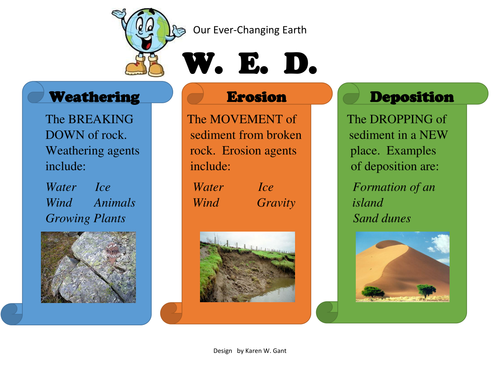 Our Ever-Changing Earth
W. E. D.
Weathering
The BREAKING
DOWN of rock.
Weathering agents
include:
Water Ice
Wind Animals
Growing Plants
Erosion
The MOVEMENT of
sediment from broken
rock. Erosion agents
include:
Water Ice
Wind Gravity
Deposition
The DROPPING of
sediment in a NEW
place. Examples
of deposition are:
Formation of an
island
Sand dunes
Design by Karen W. Gant